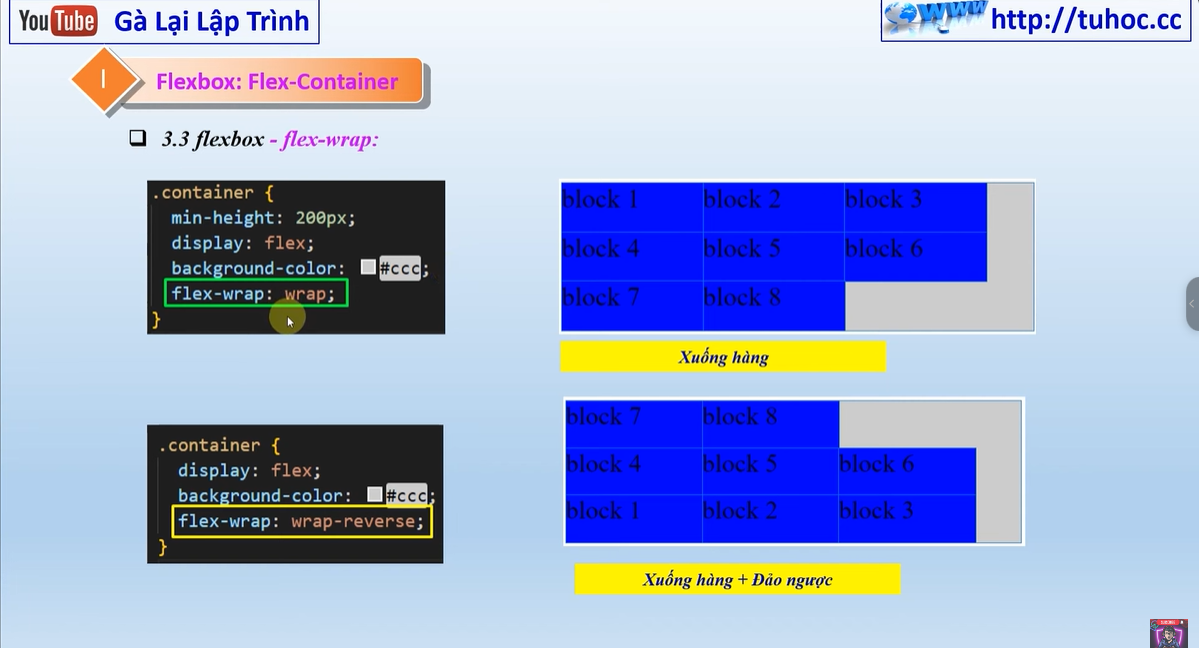 YouTube Gà Lại Lập Trình
www http://tuhoc.cc
I Flexbox: Flex-Container
3.3 flexbox - flex-wrap:
.container {
min-height: 200px;
display: flex;
background-color: #ccc;
flex-wrap: wrap;
}
block 1 block 2 block 3
block 4 block 5 block 6
block 7 block 8
Xuống hàng
.container {
display: flex;
background-color: #ccc;
flex-wrap: wrap-reverse;
}
block 7 block 8
block 4 block 5 block 6
block 1 block 2 block 3
Xuống hàng + Đảo ngược